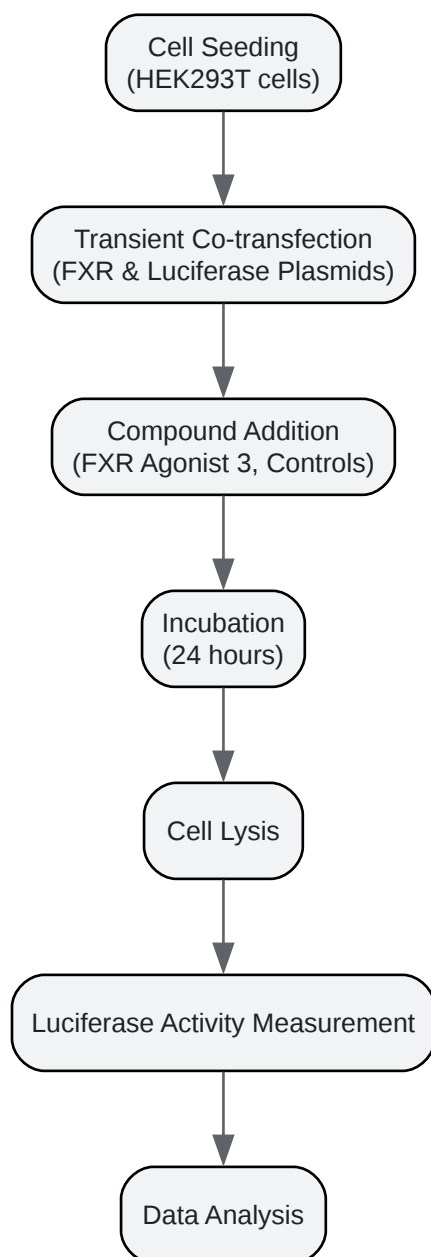 Cell Seeding
(HEK293T cells)
Transient Co-transfection
(FXR & Luciferase Plasmids)
Compound Addition
(FXR Agonist 3, Controls)
Incubation
(24 hours)
Cell Lysis
Luciferase Activity Measurement
Data Analysis